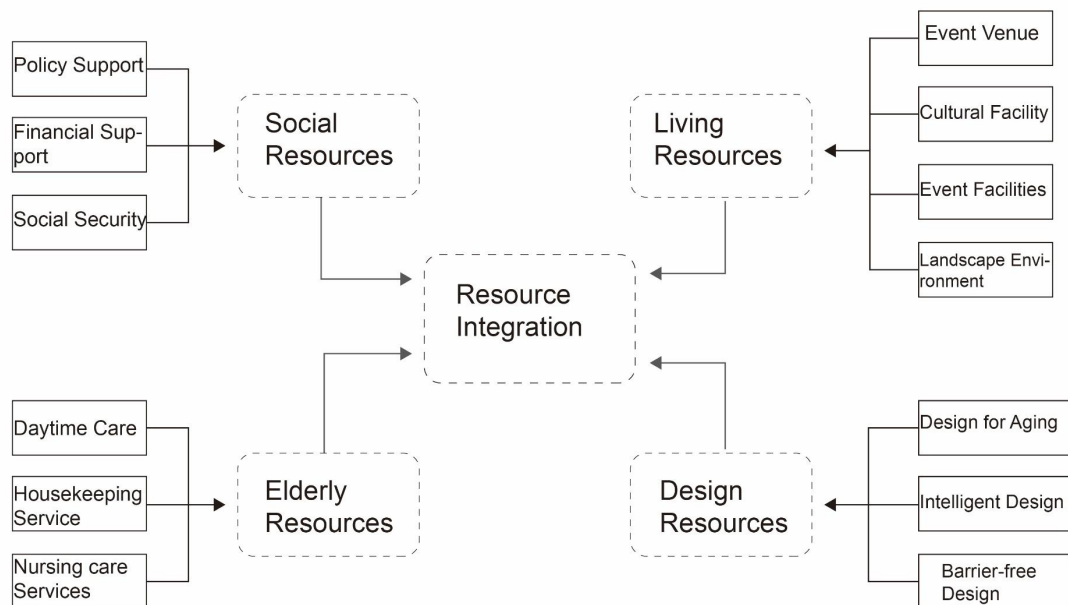 Policy Support
Financial Sup-
port
Social Security
Social
Resources
Living
Resources
Event Venue
Cultural Facility
Event Facilities
Landscape Envi-
ronment
Resource
Integration
Daytime Care
Housekeeping
Service
Nursing care
Services
Elderly
Resources
Design
Resources
Design for Aging
Intelligent Design
Barrier-free
Design